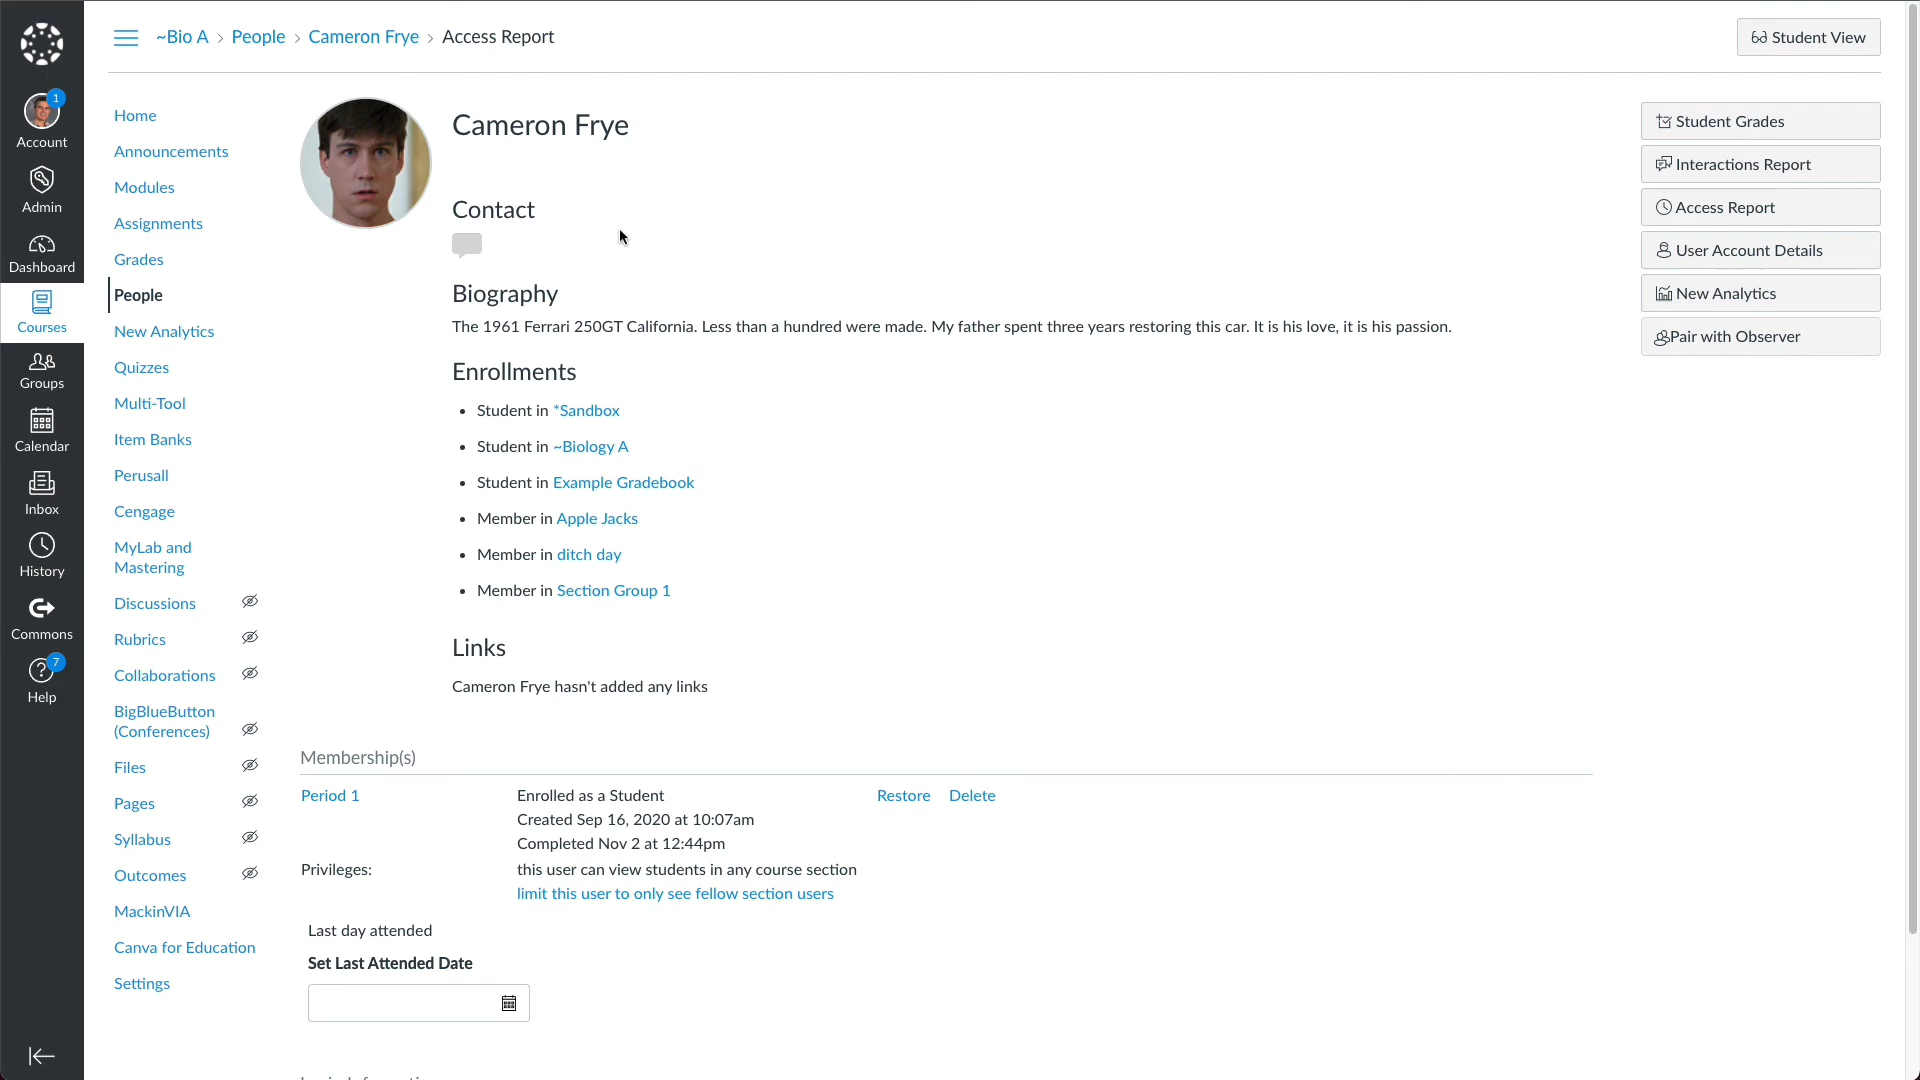 ~Bio A › People › Cameron Frye › Access Report
Student View
1
Account
Admin
Dashboard
Courses
Groups
Calendar
Inbox
History
Commons
7
Help
Home
Announcements
Modules
Assignments
Grades
People
New Analytics
Quizzes
Multi-Tool
Item Banks
Perusall
Cengage
MyLab and
Mastering
Discussions
Rubrics
Collaborations
BigBlueButton
(Conferences)
Files
Pages
Syllabus
Outcomes
MackinVIA
Canva for Education
Settings
Cameron Frye
Contact
Biography
The 1961 Ferrari 250GT California. Less than a hundred were made. My father spent three years restoring this car. It is his love, it is his passion.
Enrollments
• Student in *Sandbox
• Student in ~Biology A
• Student in Example Gradebook
• Member in Apple Jacks
• Member in ditch day
• Member in Section Group 1
Links
Cameron Frye hasn't added any links
Membership(s)
Period 1 Enrolled as a Student Restore Delete
Created Sep 16, 2020 at 10:07am
Completed Nov 2 at 12:44pm
Privileges: this user can view students in any course section
limit this user to only see fellow section users
Last day attended
Set Last Attended Date
Student Grades
Interactions Report
Access Report
User Account Details
New Analytics
Pair with Observer